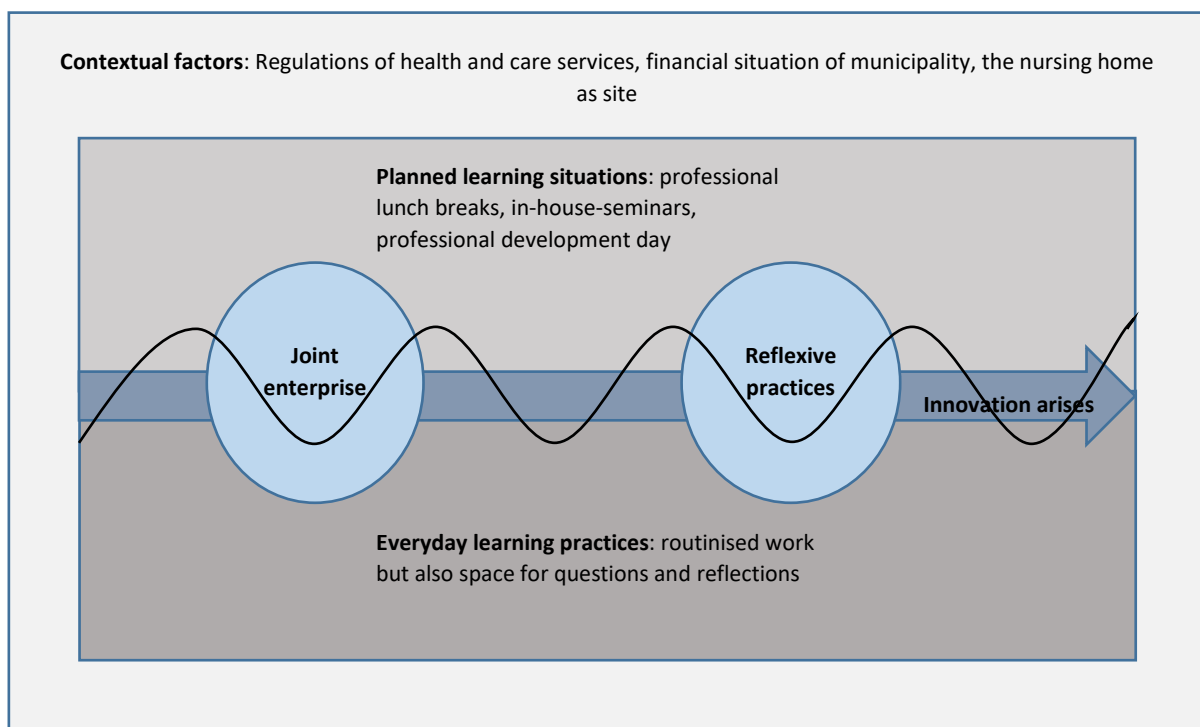 Contextual factors: Regulations of health and care services, financial situation of municipality, the nursing home
as site
Planned learning situations: professional
lunch breaks, in-house-seminars,
professional development day
Joint
enterprise
Reflexive
practices
Innovation arises
Everyday learning practices: routinised work
but also space for questions and reflections